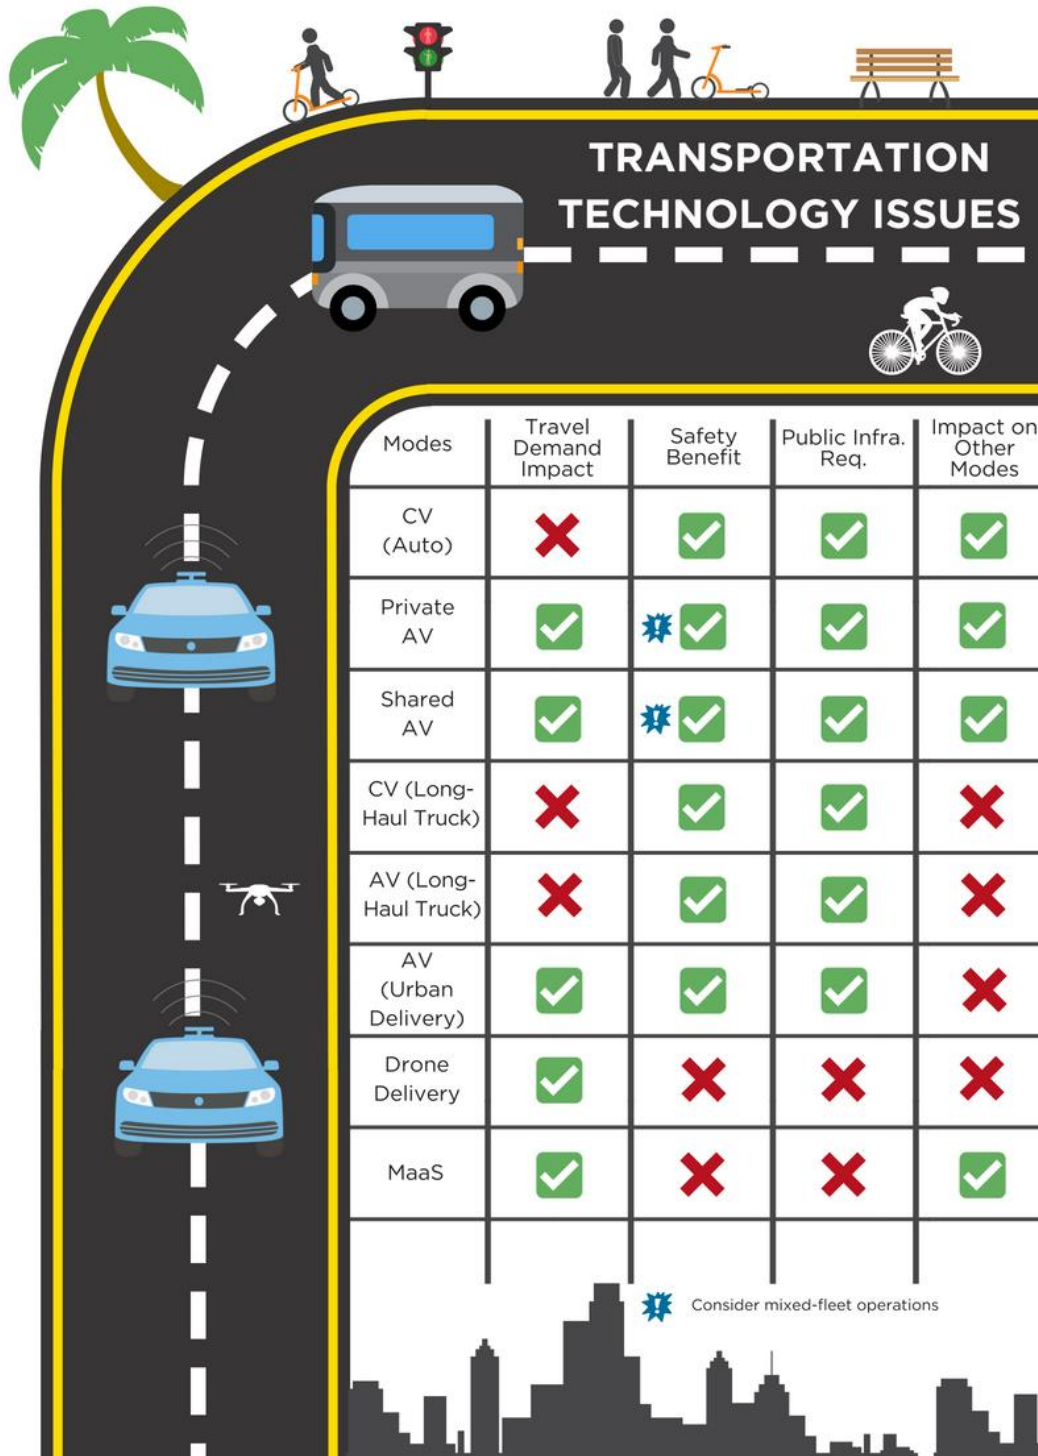 TRANSPORTATION
TECHNOLOGY ISSUES
Modes
Travel
Demand
Impact
Safety
Benefit
Public Infra.
Req.
Impact on
Other
Modes
CV
(Auto)
Private
AV
Shared
AV
CV (Long-
Haul Truck)
AV (Long-
Haul Truck)
AV
(Urban
Delivery)
Drone
Delivery
MaaS
Consider mixed-fleet operations